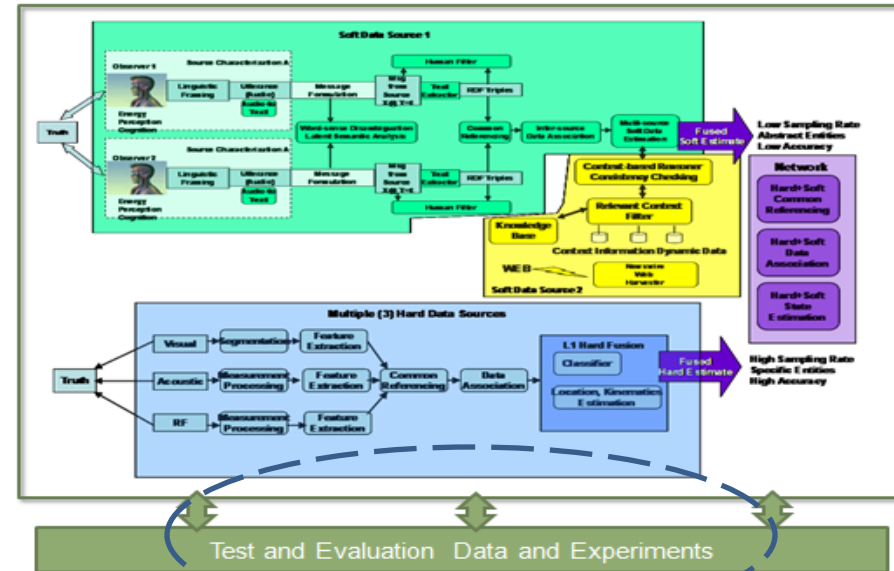 Soft Data Source 1
Observer 1
Source Characterization A
Human Filter
Linguistic
Framing
Utterance
(Audio)
Audio to
Text
Message
Formulation
Msg
from
Source
Text
Extractor
RDF Triples
Energy
Perception
Cognition
Truth
Word-sense Disambiguation
Latent Semantic Analysis
Common
Referencing
Inter-source
Data Association
Multi-source
Soft Data
Estimation
Fused
Soft Estimate
Low Sampling Rate
Abstract Entities
Low Accuracy
Observer 2
Source Characterization A
Linguistic
Framing
Utterance
(Audio)
Audio to
Text
Message
Formulation
Msg
from
Source
Text
Extractor
RDF Triples
Energy
Perception
Cognition
Human Filter
Context-based Reasoner
Consistency Checking
Relevant Context
Filter
Knowledge
Base
Context Information Dynamic Data
WEB
Newswire
Web
Harvester
Soft Data Source 2
Network
Hard+Soft
Common
Referencing
Hard+Soft
Data
Association
Hard+Soft
State
Estimation
Multiple (3) Hard Data Sources
Visual
Segmentation
Feature
Extraction
Truth
Acoustic
Measurement
Processing
Feature
Extraction
Common
Referencing
Data
Association
RF
Measurement
Processing
Feature
Extraction
L1 Hard Fusion
Classifier
Location, Kinematics
Estimation
Fused
Hard Estimate
High Sampling Rate
Specific Entities
High Accuracy
Test and Evaluation Data and Experiments